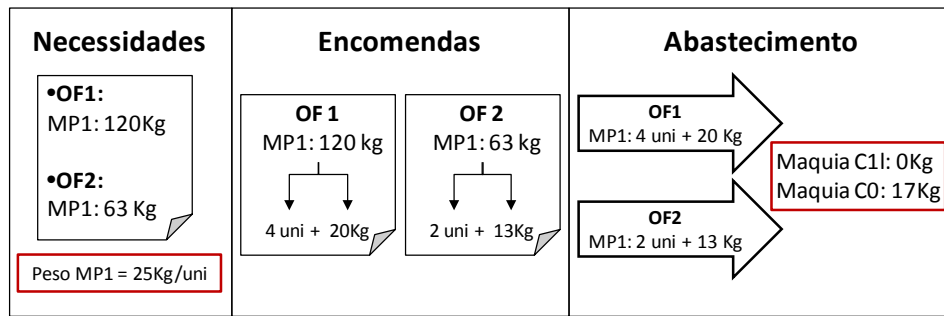 Necessidades
•OF1:
MP1: 120Kg
•OF2:
MP1: 63 Kg
Peso MP1 = 25Kg/uni
Encomendas
OF 1
MP1: 120 kg
4 uni + 20Kg
OF 2
MP1: 63 kg
2 uni + 13Kg
Abastecimento
OF1
MP1: 4 uni + 20 Kg
OF2
MP1: 2 uni + 13 Kg
Maquia C1l: 0Kg
Maquia C0: 17Kg